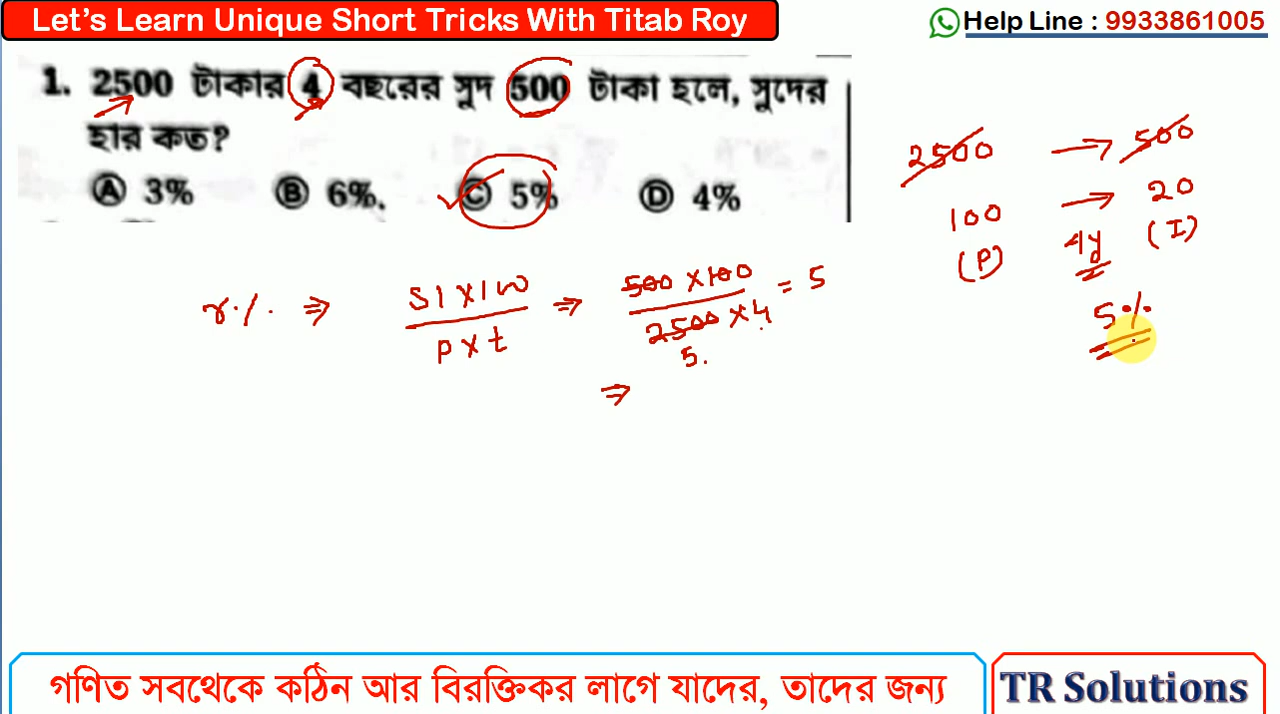 Let's Learn Unique Short Tricks With Titab Roy
Help Line : 9933861005
1. 2500 টাকার 4 বছরের সুদ 500 টাকা হলে, সুদের
হার কত?
Ⓐ 3% Ⓑ 6%. Ⓒ 5% Ⓓ 4%
2500 → 500
100 → 20
(P) 4y (I)
5%
r% ⇒ SI×100 / P×t ⇒ 500×100 / 2500×4 = 5
5.
⇒
গণিত সবথেকে কঠিন আর বিরক্তিকর লাগে যাদের, তাদের জন্য
TR Solutions